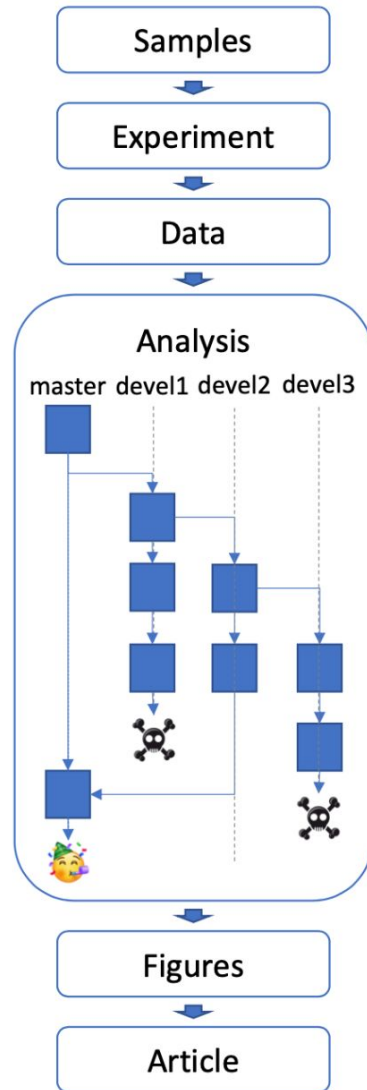 Samples
Experiment
Data
Analysis
master devel1 devel2 devel3
Figures
Article